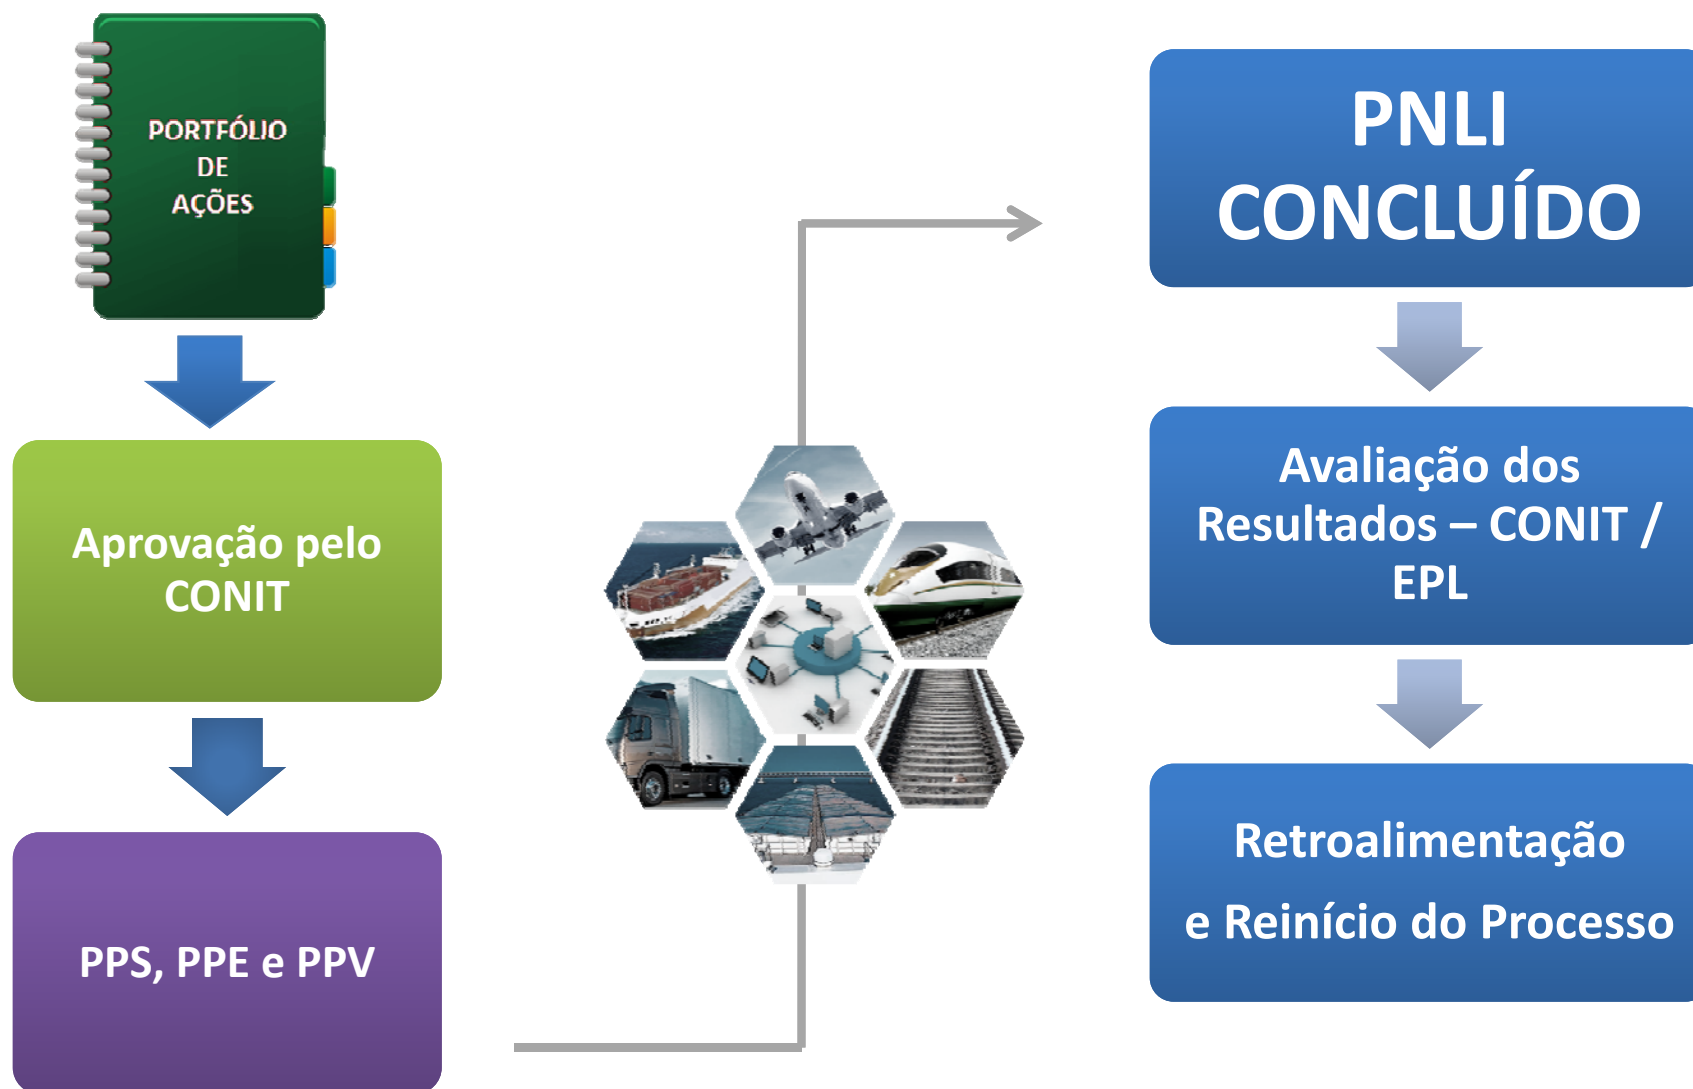 PORTFÓLIO
DE
AÇÕES
Aprovação pelo
CONIT
PPS, PPE e PPV
PNLI
CONCLUÍDO
Avaliação dos
Resultados – CONIT /
EPL
Retroalimentação
e Reinício do Processo